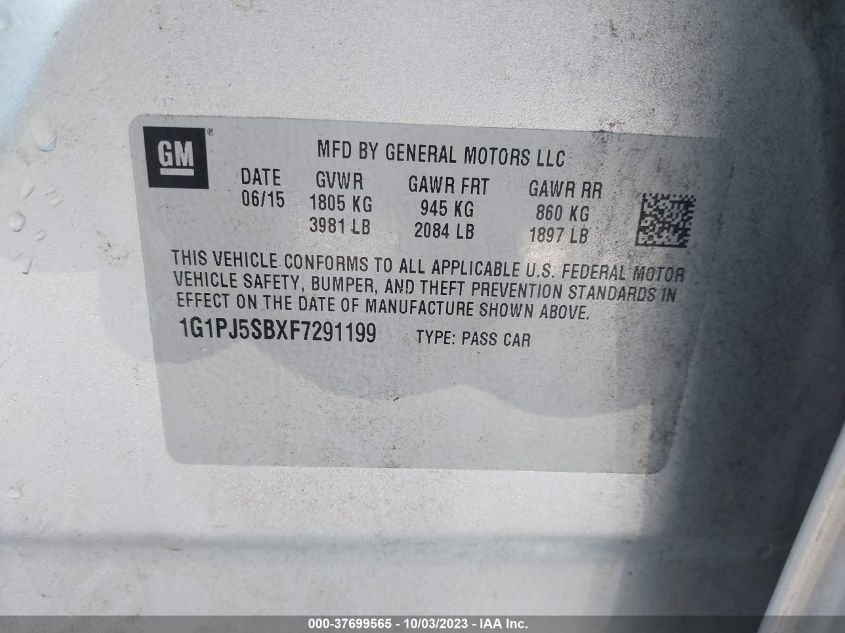 GM ®
MFD BY GENERAL MOTORS LLC
DATE GVWR GAWR FRT GAWR RR
06/15 1805 KG 945 KG 860 KG
3981 LB 2084 LB 1897 LB
THIS VEHICLE CONFORMS TO ALL APPLICABLE U.S. FEDERAL MOTOR
VEHICLE SAFETY, BUMPER, AND THEFT PREVENTION STANDARDS IN
EFFECT ON THE DATE OF MANUFACTURE SHOWN ABOVE.
1G1PJ5SBXF7291199 TYPE: PASS CAR
000-37699565 - 10/03/2023 - IAAI.com